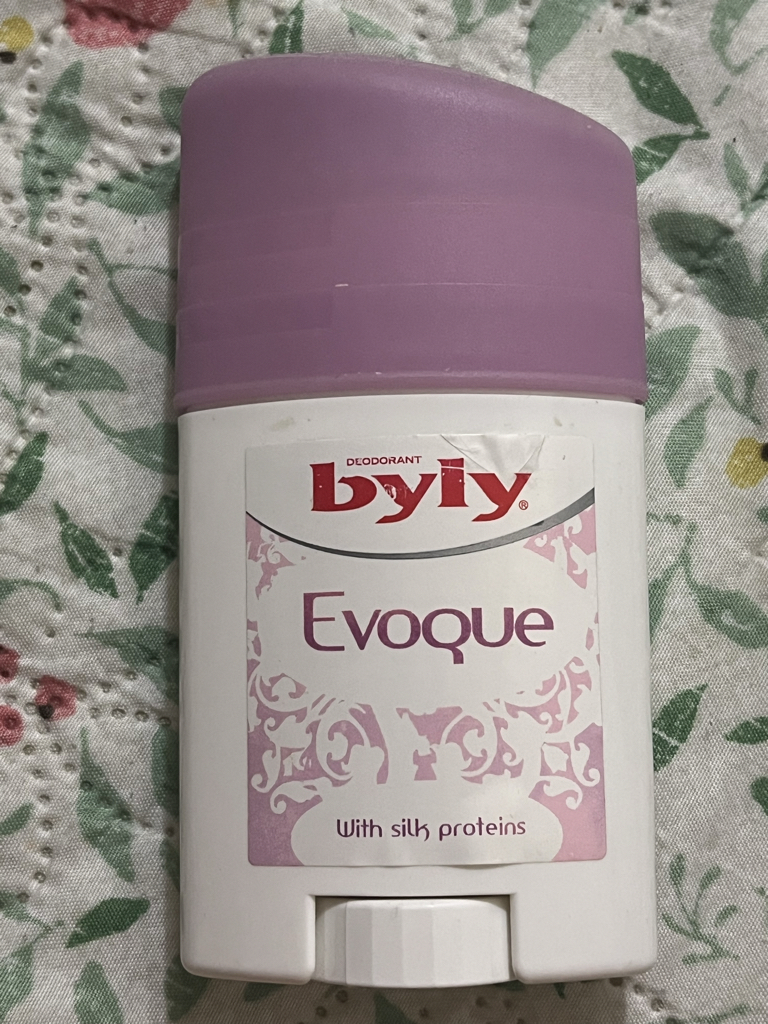 DEODORANT
byly®
Evoque
With silk proteins